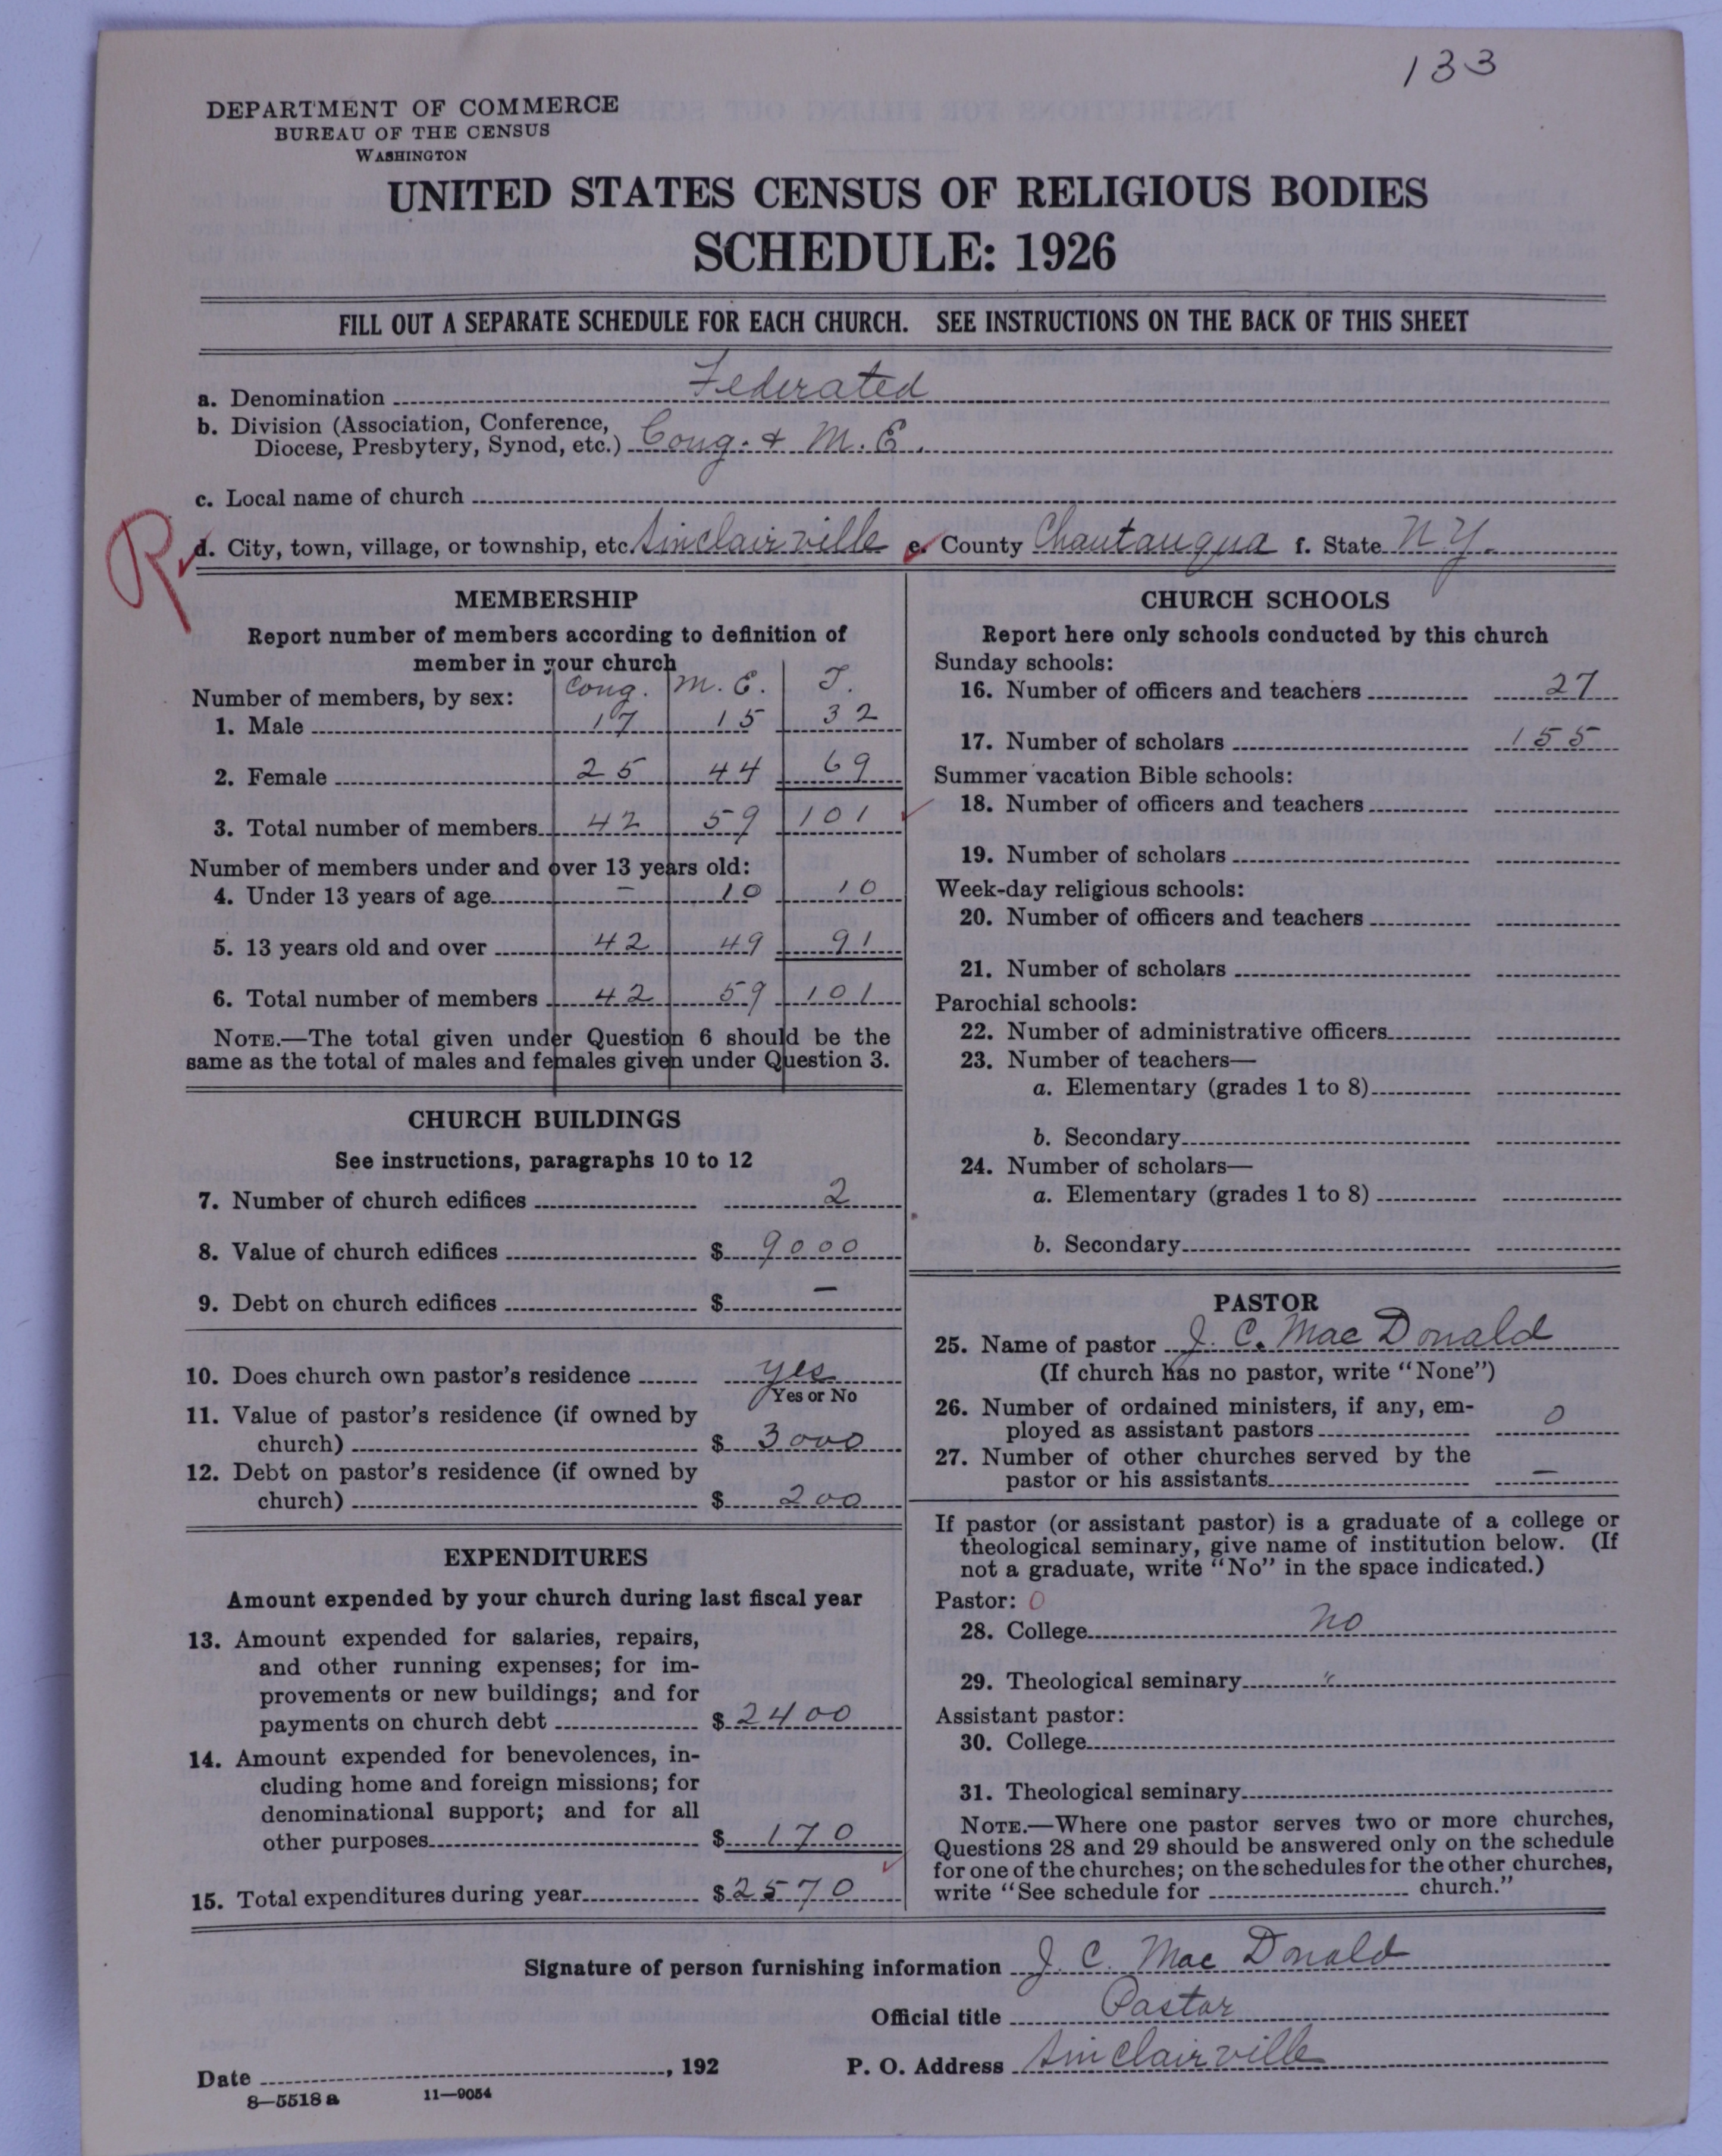 133
DEPARTMENT OF COMMERCE
BUREAU OF THE CENSUS
WASHINGTON
UNITED STATES CENSUS OF RELIGIOUS BODIES
SCHEDULE: 1926
FILL OUT A SEPARATE SCHEDULE FOR EACH CHURCH. SEE INSTRUCTIONS ON THE BACK OF THIS SHEET
a. Denomination Federated
b. Division (Association, Conference,
Diocese, Presbytery, Synod, etc.) Cong. & M. E.
c. Local name of church
R d. City, town, village, or township, etc. Sinclairville e. County Chautauqua f. State N.Y.
MEMBERSHIP
Report number of members according to definition of
member in your church
Number of members, by sex: Cong. M. E. T.
1. Male 17 15 32
2. Female 25 44 69
3. Total number of members 42 59 101
Number of members under and over 13 years old:
4. Under 13 years of age – 10 10
5. 13 years old and over 42 49 91
6. Total number of members 42 59 101
NOTE.—The total given under Question 6 should be the
same as the total of males and females given under Question 3.
CHURCH BUILDINGS
See instructions, paragraphs 10 to 12
7. Number of church edifices 2
8. Value of church edifices $ 9000
9. Debt on church edifices $ –
10. Does church own pastor's residence yes
Yes or No
11. Value of pastor's residence (if owned by
church) $ 3000
12. Debt on pastor's residence (if owned by
church) $ 200
EXPENDITURES
Amount expended by your church during last fiscal year
13. Amount expended for salaries, repairs,
and other running expenses; for im-
provements or new buildings; and for
payments on church debt $ 2400
14. Amount expended for benevolences, in-
cluding home and foreign missions; for
denominational support; and for all
other purposes $ 170
15. Total expenditures during year $ 2570
CHURCH SCHOOLS
Report here only schools conducted by this church
Sunday schools:
16. Number of officers and teachers 27
17. Number of scholars 155
Summer vacation Bible schools:
18. Number of officers and teachers
19. Number of scholars
Week-day religious schools:
20. Number of officers and teachers
21. Number of scholars
Parochial schools:
22. Number of administrative officers
23. Number of teachers—
a. Elementary (grades 1 to 8)
b. Secondary
24. Number of scholars—
a. Elementary (grades 1 to 8)
b. Secondary
PASTOR
25. Name of pastor J. C. Mac Donald
(If church has no pastor, write "None")
26. Number of ordained ministers, if any, em-
ployed as assistant pastors 0
27. Number of other churches served by the
pastor or his assistants –
If pastor (or assistant pastor) is a graduate of a college or
theological seminary, give name of institution below. (If
not a graduate, write "No" in the space indicated.)
Pastor: 0
28. College no
29. Theological seminary "
Assistant pastor:
30. College
31. Theological seminary
NOTE.—Where one pastor serves two or more churches,
Questions 28 and 29 should be answered only on the schedule
for one of the churches; on the schedules for the other churches,
write "See schedule for church."
Signature of person furnishing information J. C. Mac Donald
Official title Pastor
Date , 192 P. O. Address Sinclairville
8—5518 a 11—9054